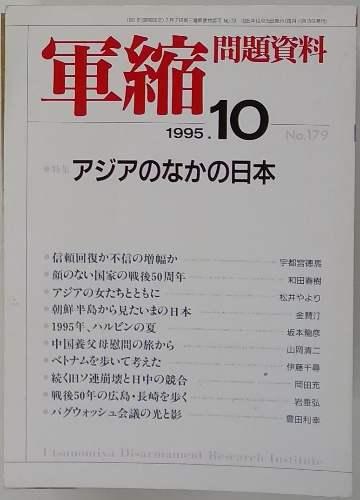 軍縮 問題資料
1995.10 No.179
特集 アジアのなかの日本
信頼回復か不信の増幅か 宇都宮徳馬
顔のない国家の戦後50周年 和田春樹
アジアの女たちとともに 松井やより
朝鮮半島から見たいまの日本 金賛汀
1995年、ハルビンの夏 坂本龍彦
中国養父母慰問の旅から 山岡清二
ベトナムを歩いて考えた 伊藤千尋
続く旧ソ連崩壊と日中の競合 岡田充
戦後50年の広島・長崎を歩く 岩垂弘
パグウォッシュ会議の光と影 豊田利幸
Utsunomiya Disarmament Research Institute